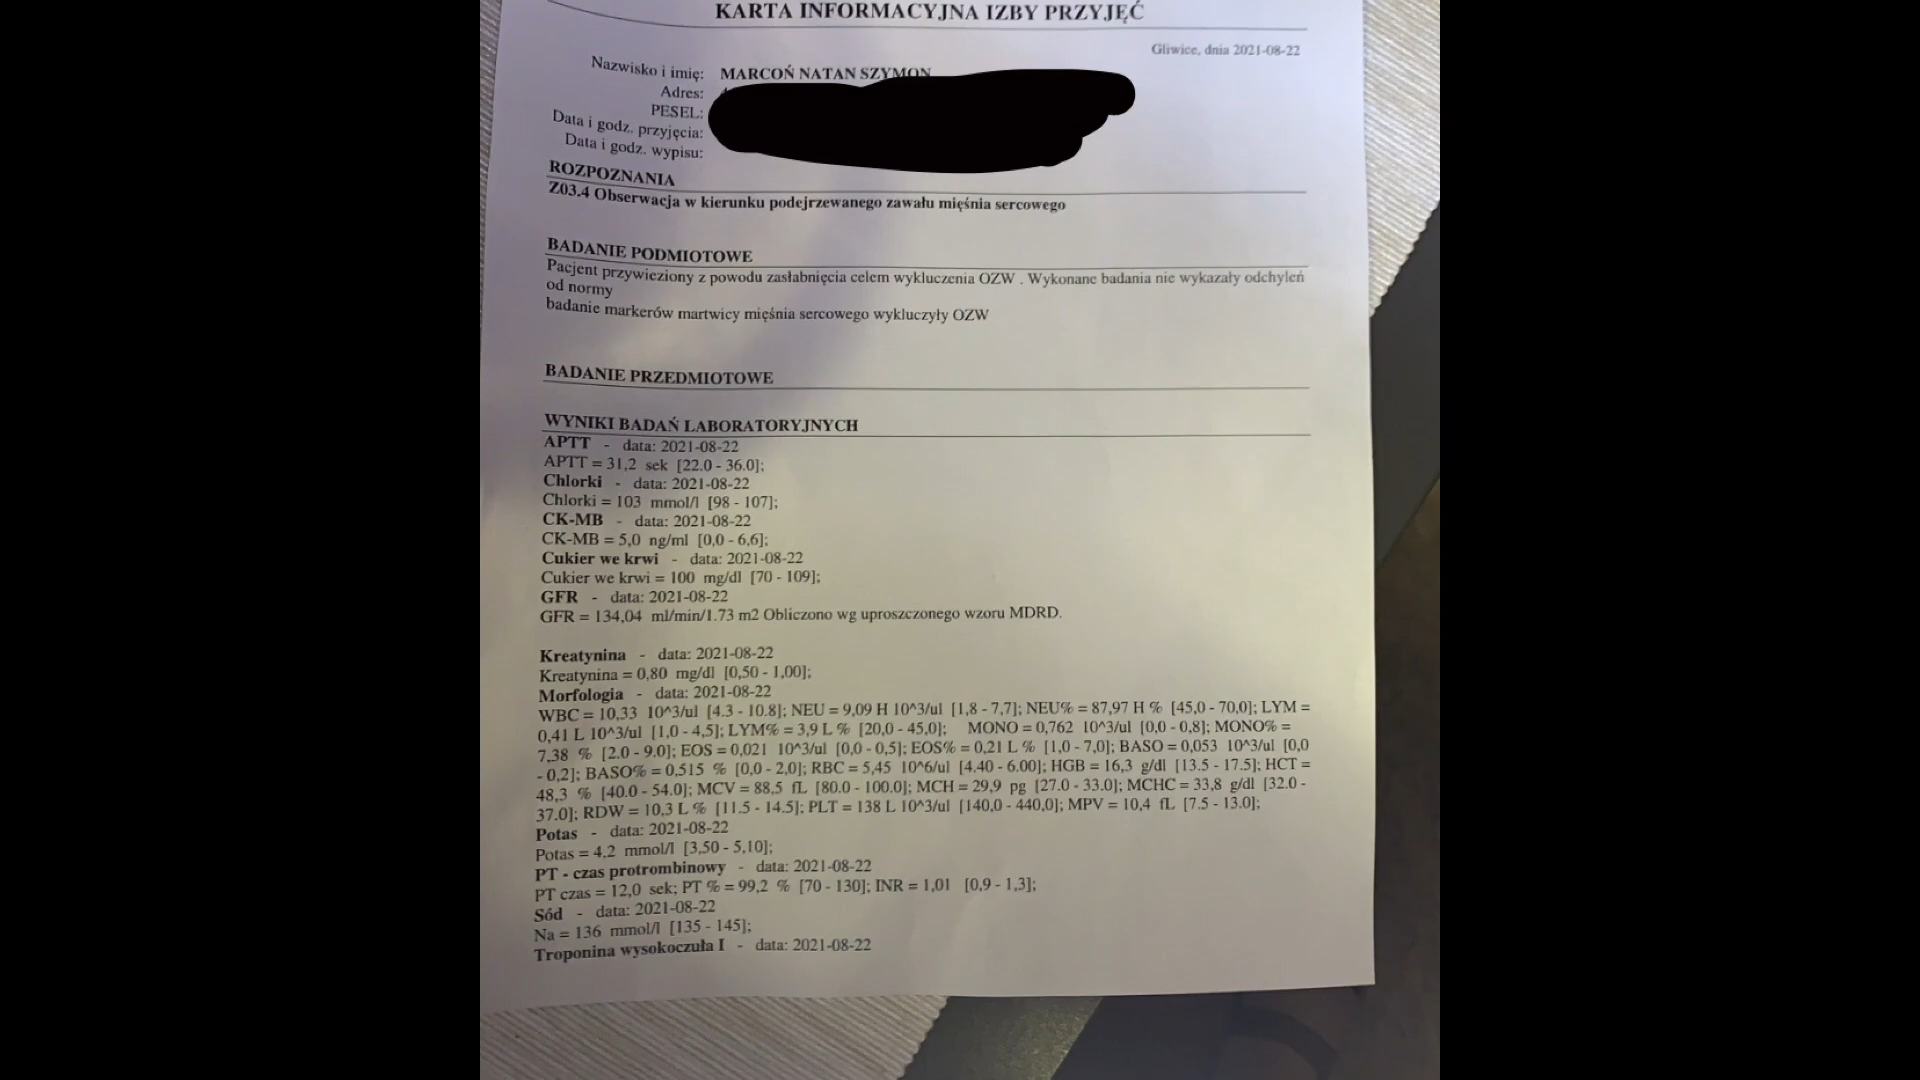 KARTA INFORMACYJNA IZBY PRZYJĘĆ
Gliwice, dnia 2021-08-22
Nazwisko i imię: MARCOŃ NATAN SZYMON
Adres:
PESEL:
Data i godz. przyjęcia:
Data i godz. wypisu:
ROZPOZNANIA
Z03.4 Obserwacja w kierunku podejrzewanego zawału mięśnia sercowego
BADANIE PODMIOTOWE
Pacjent przywieziony z powodu zasłabnięcia celem wykluczenia OZW . Wykonane badania nie wykazały odchyleń
od normy
badanie markerów martwicy mięśnia sercowego wykluczyły OZW
BADANIE PRZEDMIOTOWE
WYNIKI BADAŃ LABORATORYJNYCH
APTT - data: 2021-08-22
APTT = 31,2 sek [22.0 - 36.0];
Chlorki - data: 2021-08-22
Chlorki = 103 mmol/l [98 - 107];
CK-MB - data: 2021-08-22
CK-MB = 5,0 ng/ml [0,0 - 6,6];
Cukier we krwi - data: 2021-08-22
Cukier we krwi = 100 mg/dl [70 - 109];
GFR - data: 2021-08-22
GFR = 134,04 ml/min/1.73 m2 Obliczono wg uproszczonego wzoru MDRD.
Kreatynina - data: 2021-08-22
Kreatynina = 0,80 mg/dl [0,50 - 1,00];
Morfologia - data: 2021-08-22
WBC = 10,33 10^3/ul [4.3 - 10.8]; NEU = 9,09 H 10^3/ul [1,8 - 7,7]; NEU% = 87,97 H % [45,0 - 70,0]; LYM =
0,41 L 10^3/ul [1,0 - 4,5]; LYM% = 3,9 L % [20,0 - 45,0]; MONO = 0,762 10^3/ul [0,0 - 0,8]; MONO% =
7,38 % [2.0 - 9.0]; EOS = 0,021 10^3/ul [0,0 - 0,5]; EOS% = 0,21 L % [1,0 - 7,0]; BASO = 0,053 10^3/ul [0,0
- 0,2]; BASO% = 0,515 % [0,0 - 2,0]; RBC = 5,45 10^6/ul [4.40 - 6.00]; HGB = 16,3 g/dl [13.5 - 17.5]; HCT =
48,3 % [40.0 - 54.0]; MCV = 88,5 fL [80.0 - 100.0]; MCH = 29,9 pg [27.0 - 33.0]; MCHC = 33,8 g/dl [32.0 -
37.0]; RDW = 10,3 L % [11.5 - 14.5]; PLT = 138 L 10^3/ul [140,0 - 440,0]; MPV = 10,4 fL [7.5 - 13.0];
Potas - data: 2021-08-22
Potas = 4,2 mmol/l [3,50 - 5,10];
PT - czas protrombinowy - data: 2021-08-22
PT czas = 12,0 sek; PT % = 99,2 % [70 - 130]; INR = 1,01 [0,9 - 1,3];
Sód - data: 2021-08-22
Na = 136 mmol/l [135 - 145];
Troponina wysokoczuła I - data: 2021-08-22